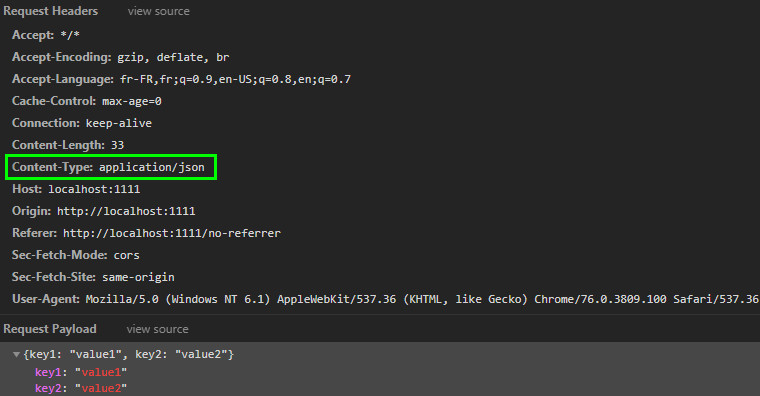 Request Headers view source
Accept: */*
Accept-Encoding: gzip, deflate, br
Accept-Language: fr-FR,fr;q=0.9,en-US;q=0.8,en;q=0.7
Cache-Control: max-age=0
Connection: keep-alive
Content-Length: 33
Content-Type: application/json
Host: localhost:1111
Origin: http://localhost:1111
Referer: http://localhost:1111/no-referrer
Sec-Fetch-Mode: cors
Sec-Fetch-Site: same-origin
User-Agent: Mozilla/5.0 (Windows NT 6.1) AppleWebKit/537.36 (KHTML, like Gecko) Chrome/76.0.3809.100 Safari/537.36
Request Payload view source
{key1: "value1", key2: "value2"}
key1: "value1"
key2: "value2"